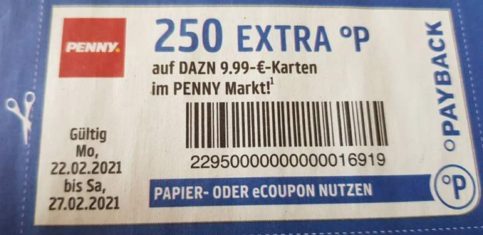 PENNY.
250 EXTRA °P
auf DAZN 9.99-€-Karten
im PENNY Markt!¹
Gültig
Mo,
22.02.2021
bis Sa,
27.02.2021
22950000000000016919
PAPIER- ODER eCOUPON NUTZEN
°PAYBACK
°P